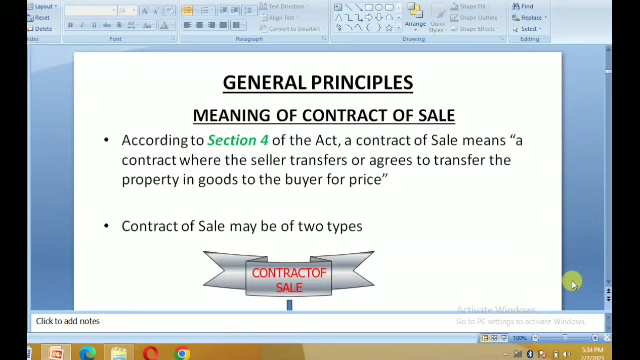 Layout
Reset
Delete
Slides
Font
Paragraph
Text Direction
Align Text
Convert to SmartArt
Arrange
Quick
Styles
Shape Fill
Shape Outline
Shape Effects
Drawing
Find
Replace
Select
Editing
GENERAL PRINCIPLES
MEANING OF CONTRACT OF SALE
• According to Section 4 of the Act, a contract of Sale means “a
contract where the seller transfers or agrees to transfer the
property in goods to the buyer for price”
• Contract of Sale may be of two types
CONTRACTOF
SALE
Activate Windows
Go to PC settings to activate Windows.
Click to add notes
100%
5:34 PM